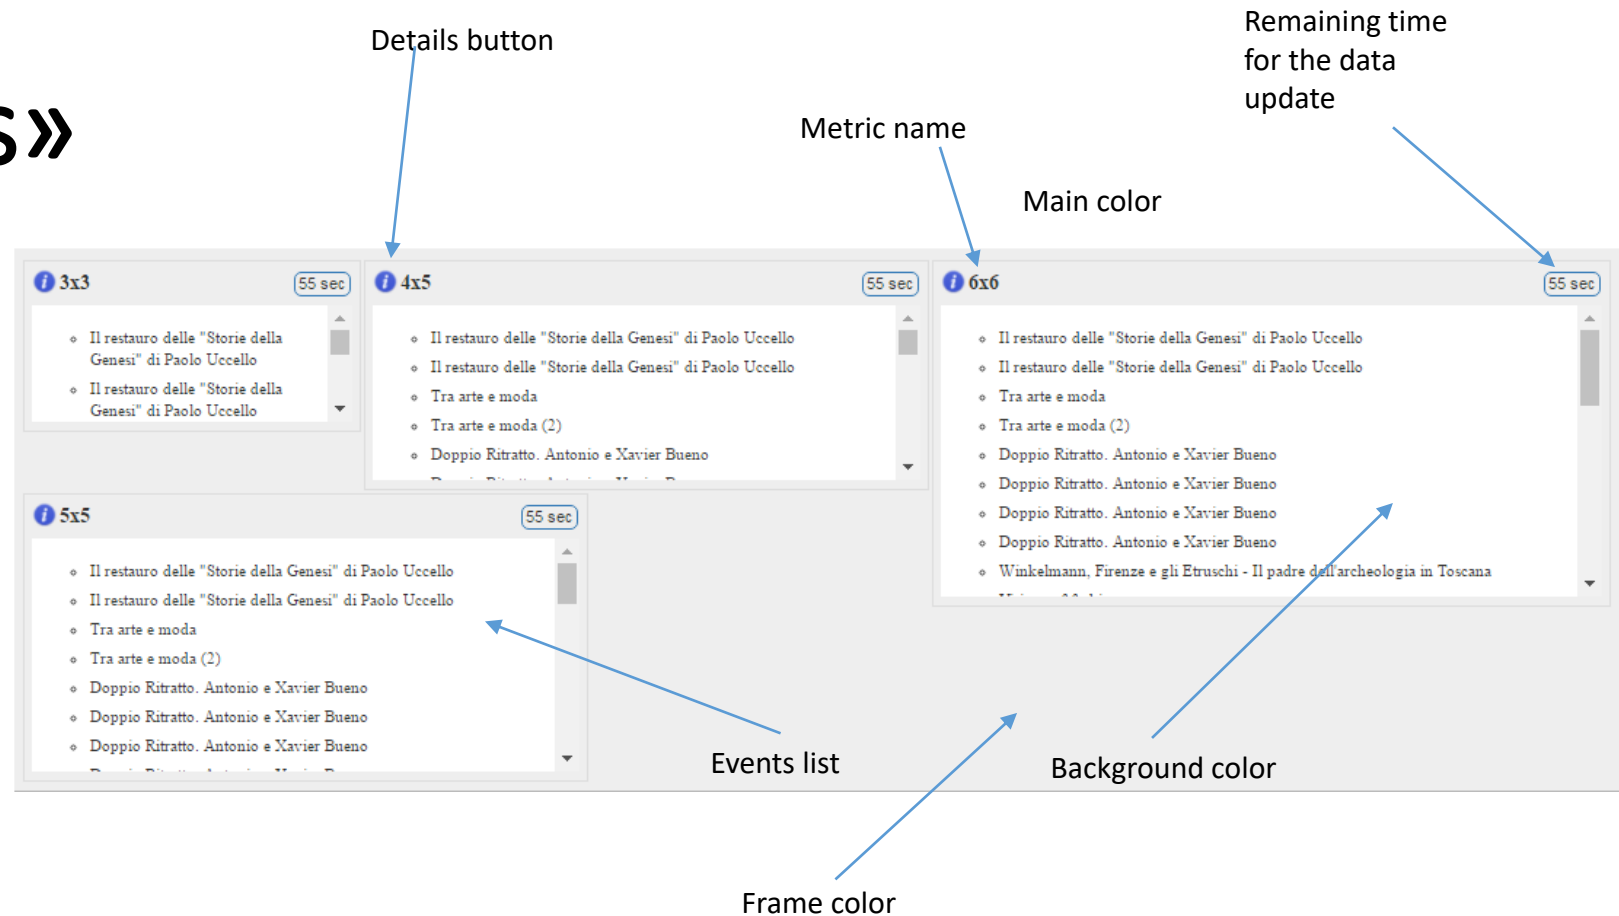 Details button
Remaining time
for the data
update
s»
Metric name
Main color
3x3
55 sec
Il restauro delle "Storie della
Genesi" di Paolo Uccello
Il restauro delle "Storie della
Genesi" di Paolo Uccello
4x5
55 sec
Il restauro delle "Storie della Genesi" di Paolo Uccello
Il restauro delle "Storie della Genesi" di Paolo Uccello
Tra arte e moda
Tra arte e moda (2)
Doppio Ritratto. Antonio e Xavier Bueno
6x6
55 sec
Il restauro delle "Storie della Genesi" di Paolo Uccello
Il restauro delle "Storie della Genesi" di Paolo Uccello
Tra arte e moda
Tra arte e moda (2)
Doppio Ritratto. Antonio e Xavier Bueno
Doppio Ritratto. Antonio e Xavier Bueno
Doppio Ritratto. Antonio e Xavier Bueno
Doppio Ritratto. Antonio e Xavier Bueno
Winkelmann, Firenze e gli Etruschi - Il padre dell'archeologia in Toscana
5x5
55 sec
Il restauro delle "Storie della Genesi" di Paolo Uccello
Il restauro delle "Storie della Genesi" di Paolo Uccello
Tra arte e moda
Tra arte e moda (2)
Doppio Ritratto. Antonio e Xavier Bueno
Doppio Ritratto. Antonio e Xavier Bueno
Doppio Ritratto. Antonio e Xavier Bueno
Events list
Background color
Frame color